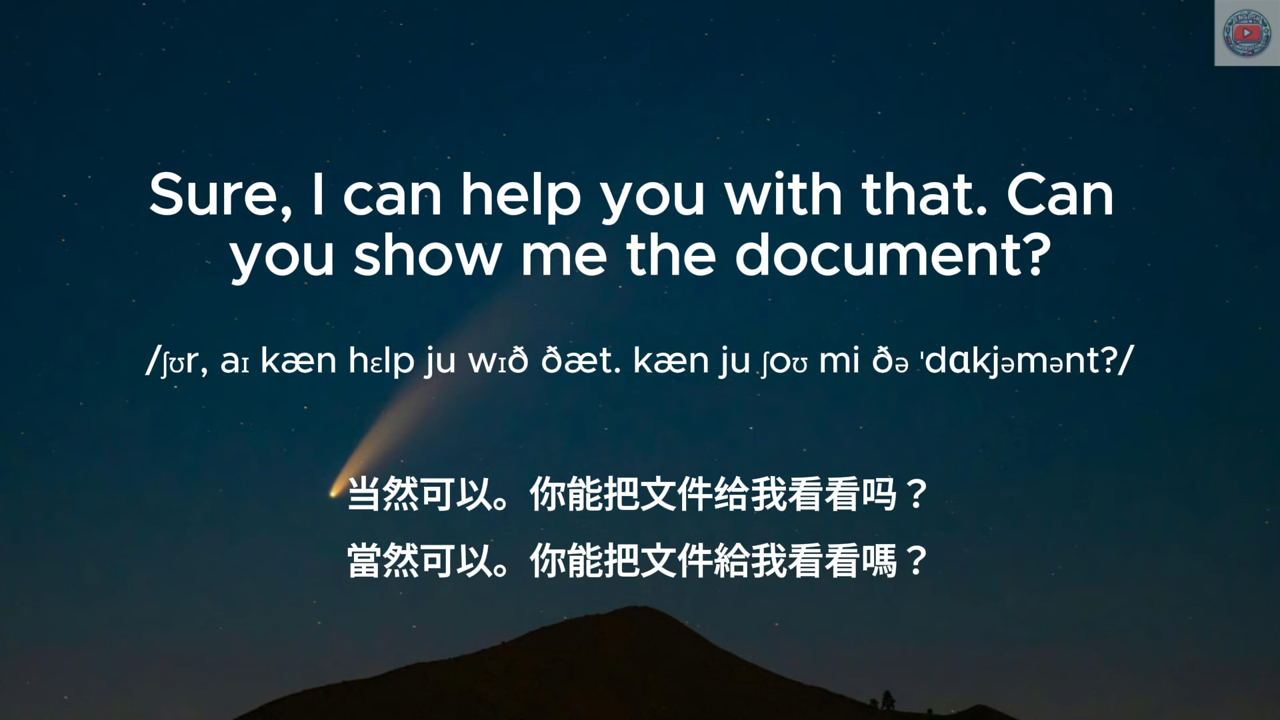 Sure, I can help you with that. Can
you show me the document?
/ʃʊr, aɪ kæn hɛlp ju wɪð ðæt. kæn ju ʃoʊ mi ðə ˈdɑkjəmənt?/
当然可以。你能把文件给我看看吗？
當然可以。你能把文件給我看看嗎？